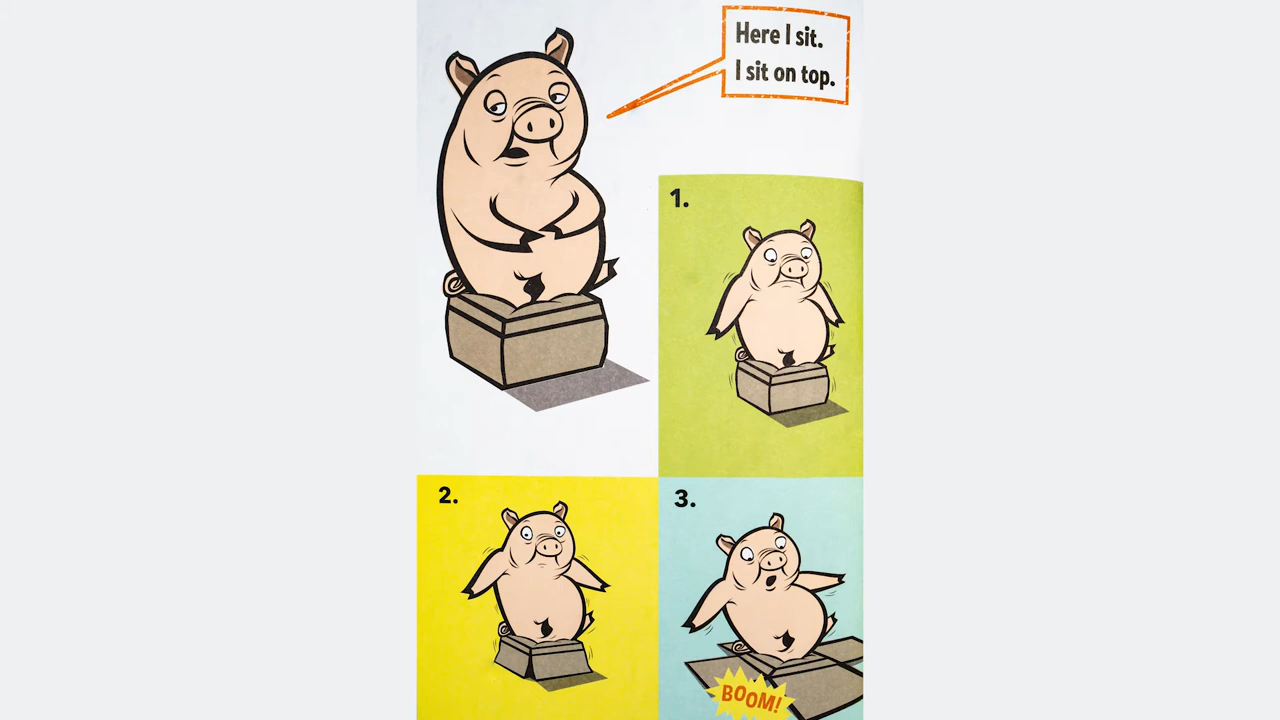 Here I sit.
I sit on top.
1.
2.
3.
BOOM!